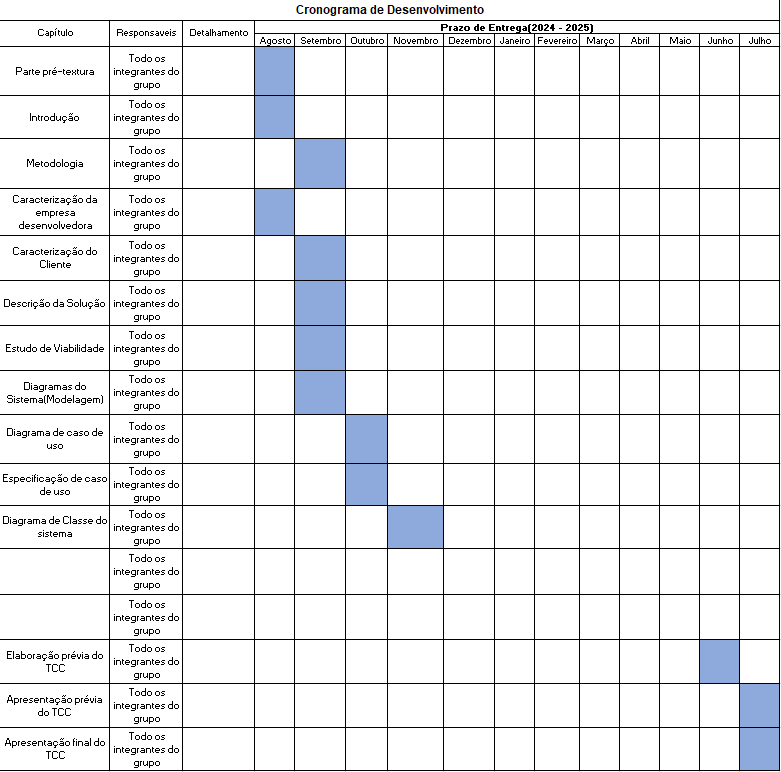 Cronograma de Desenvolvimento
Capítulo
Responsaveis
Detalhamento
Prazo de Entrega(2024 - 2025)
Agosto Setembro Outubro Novembro Dezembro Janeiro Fevereiro Março Abril Maio Junho Julho
Parte pré-textura
Todo os
integrantes do
grupo
Introdução
Todo os
integrantes do
grupo
Metodologia
Todo os
integrantes do
grupo
Caracterização da
empresa
desenvolvedora
Todo os
integrantes do
grupo
Caracterização do
Cliente
Todo os
integrantes do
grupo
Descrição da Solução
Todo os
integrantes do
grupo
Estudo de Viabilidade
Todo os
integrantes do
grupo
Diagramas do
Sistema(Modelagem)
Todo os
integrantes do
grupo
Diagrama de caso de
uso
Todo os
integrantes do
grupo
Especificação de caso
de uso
Todo os
integrantes do
grupo
Diagrama de Classe do
sistema
Todo os
integrantes do
grupo
Todo os
integrantes do
grupo
Todo os
integrantes do
grupo
Elaboração prévia do
TCC
Todo os
integrantes do
grupo
Apresentação prévia
do TCC
Todo os
integrantes do
grupo
Apresentação final do
TCC
Todo os
integrantes do
grupo